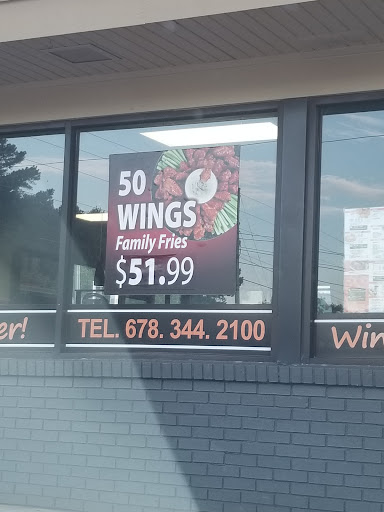 50
WINGS
Family Fries
$51.99
er!
TEL. 678. 344. 2100
Win